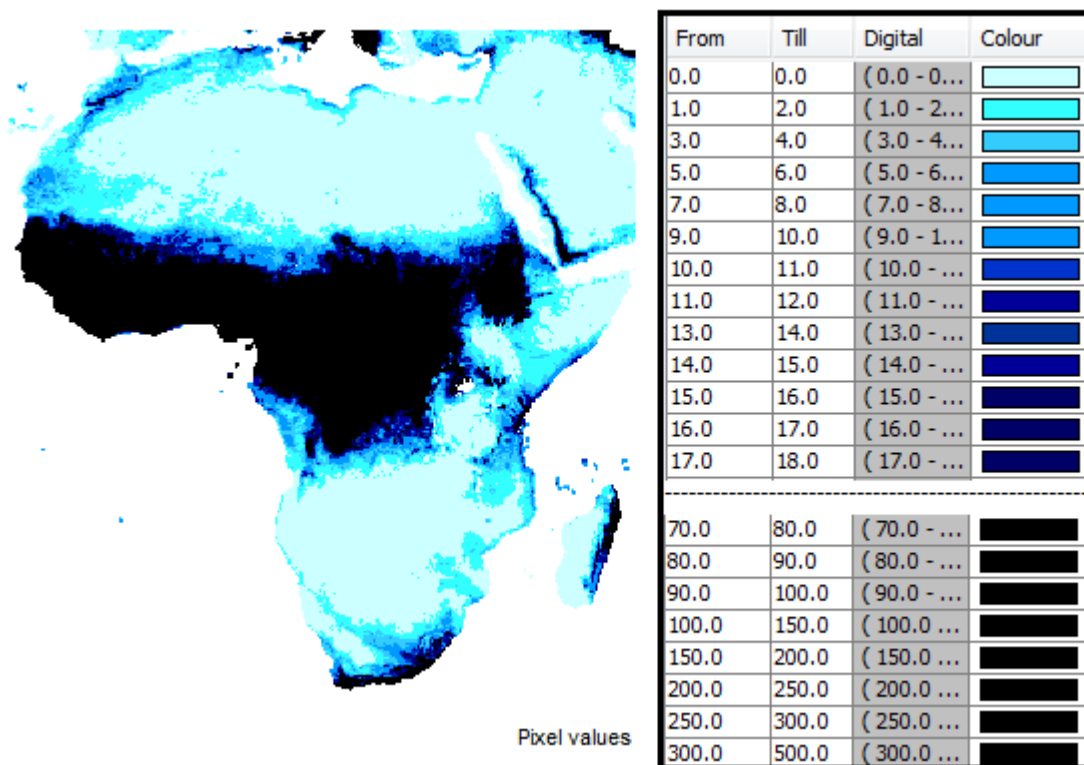 From Till Digital Colour
0.0 0.0 ( 0.0 - 0...
1.0 2.0 ( 1.0 - 2...
3.0 4.0 ( 3.0 - 4...
5.0 6.0 ( 5.0 - 6...
7.0 8.0 ( 7.0 - 8...
9.0 10.0 ( 9.0 - 1...
10.0 11.0 ( 10.0 - ...
11.0 12.0 ( 11.0 - ...
13.0 14.0 ( 13.0 - ...
14.0 15.0 ( 14.0 - ...
15.0 16.0 ( 15.0 - ...
16.0 17.0 ( 16.0 - ...
17.0 18.0 ( 17.0 - ...
70.0 80.0 ( 70.0 - ...
80.0 90.0 ( 80.0 - ...
90.0 100.0 ( 90.0 - ...
100.0 150.0 ( 100.0 ...
150.0 200.0 ( 150.0 ...
200.0 250.0 ( 200.0 ...
250.0 300.0 ( 250.0 ...
300.0 500.0 ( 300.0 ...
Pixel values